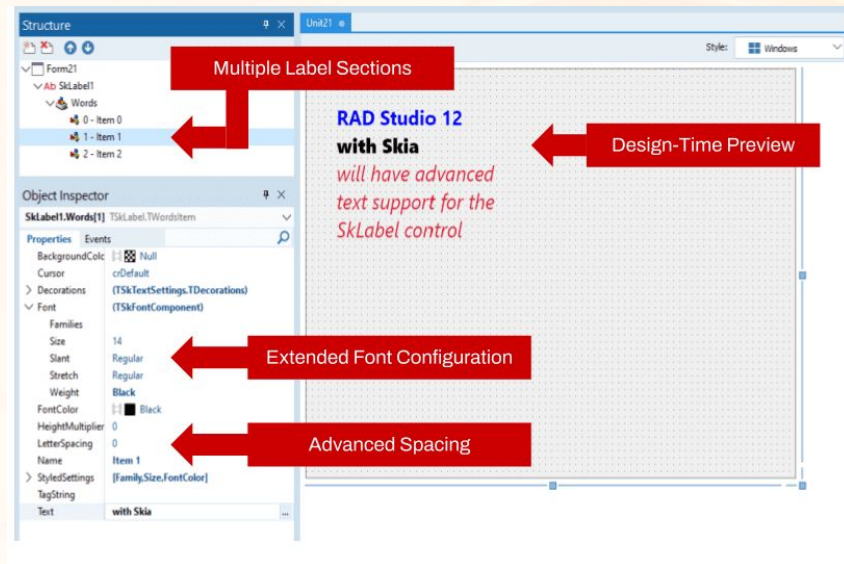 Structure
Unit21
Style: Windows
Form21
Ab SkLabel1
Words
0 - Item 0
1 - Item 1
2 - Item 2
Multiple Label Sections
RAD Studio 12
with Skia
will have advanced
text support for the
SkLabel control
Design-Time Preview
Object Inspector
SkLabel1.Words[1] TSkLabel.TWordsItem
Properties Events
BackgroundColc Null
Cursor crDefault
Decorations (TSkTextSettings.TDecorations)
Font (TSkFontComponent)
Families
Size 14
Slant Regular
Stretch Regular
Weight Black
FontColor Black
HeightMultiplier 0
LetterSpacing 0
Name Item 1
StyledSettings [Family,Size,FontColor]
TagString
Text with Skia ...
Extended Font Configuration
Advanced Spacing